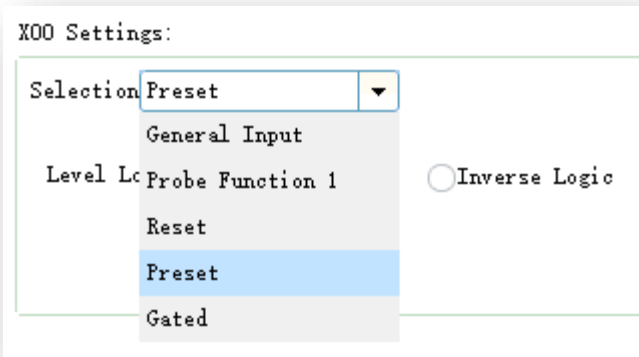 X00 Settings:
Selection Preset
General Input
Level Lo
Probe Function 1
Inverse Logic
Reset
Preset
Gated